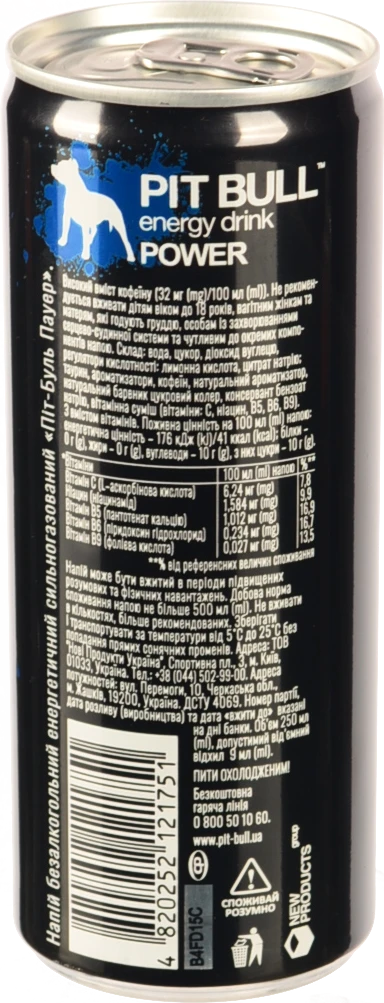 PIT BULL™
energy drink
POWER
Високий вміст кофеїну (32 мг (mg)/100 мл (ml)). Не рекомен-
дується вживати дітям віком до 18 років, вагітним жінкам та
матерям, які годують груддю, особам із захворюваннями
серцево-судинної системи та чутливим до окремих компо-
нентів напою. Склад: вода, цукор, діоксид вуглецю,
регулятори кислотності: лимонна кислота, цитрат натрію;
таурин, ароматизатори, кофеїн, натуральний ароматизатор,
натуральний барвник цукровий колер, консервант бензоат
натрію, вітамінна суміш (вітаміни: С, ніацин, В5, В6, В9).
З вмістом вітамінів. Поживна цінність на 100 мл (ml) напою:
енергетична цінність – 176 кДж (kj)/41 ккал (kcal); білки –
0 г(g), жири – 0 г(g), вуглеводи – 10 г(g), з них цукри – 10 г(g).
Вітаміни 100 мл (ml) напою %**
Вітамін С (L-аскорбінова кислота) 6,24 мг (mg) 7,8
Ніацин (ніацинамід) 1,584 мг (mg) 9,9
Вітамін В5 (пантотенат кальцію) 1,012 мг (mg) 16,9
Вітамін В6 (піридоксин гідрохлорид) 0,234 мг (mg) 16,7
Вітамін В9 (фолієва кислота) 0,027 мг (mg) 13,5
**% від референсних величин споживання
Напій може бути вжитий в періоди підвищених
розумових та фізичних навантажень. Добова норма
споживання напою не більше 500 мл (ml). Не вживати
в кількостях, більше рекомендованих. Зберігати
і транспортувати за температури від 5°С до 25°С без
попадання прямих сонячних променів. Адреса: ТОВ
"Нові Продукти Україна", Спортивна пл., 3, м. Київ,
01033, Україна. Тел.: +38 (044) 502-99-00. Адреса
потужностей: вул. Перемоги, 10, Черкаська обл.,
м. Жашків, 19200, Україна. ДСТУ 4069. Номер партії,
дата розливу (виробництва) та дата «вжити до» вказані
на дні банки. Об'єм 250 мл
(ml), допустимий від'ємний
відхил 9 мл (ml).
ПИТИ ОХОЛОДЖЕНИМ!
Безкоштовна
гаряча лінія
0 800 50 10 60.
www.pit-bull.ua
Напій безалкогольний енергетичний сильногазований «Піт-Буль Пауер».
4 820252 121751
B4FD15C
СПОЖИВАЙ
РОЗУМНО
NEW
PRODUCTS
group